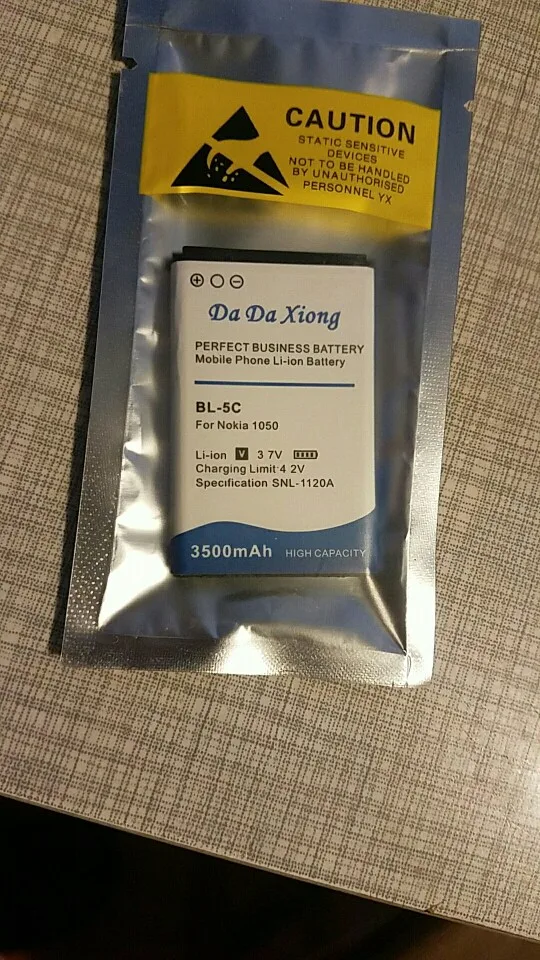 CAUTION
STATIC SENSITIVE
DEVICES
NOT TO BE HANDLED
BY UNAUTHORISED
PERSONNEL YX
Da Da Xiong
PERFECT BUSINESS BATTERY
Mobile Phone Li-ion Battery
BL-5C
For Nokia 1050
Li-ion V 3 7V
Charging Limit 4 2V
Specification SNL-1120A
3500mAh HIGH CAPACITY